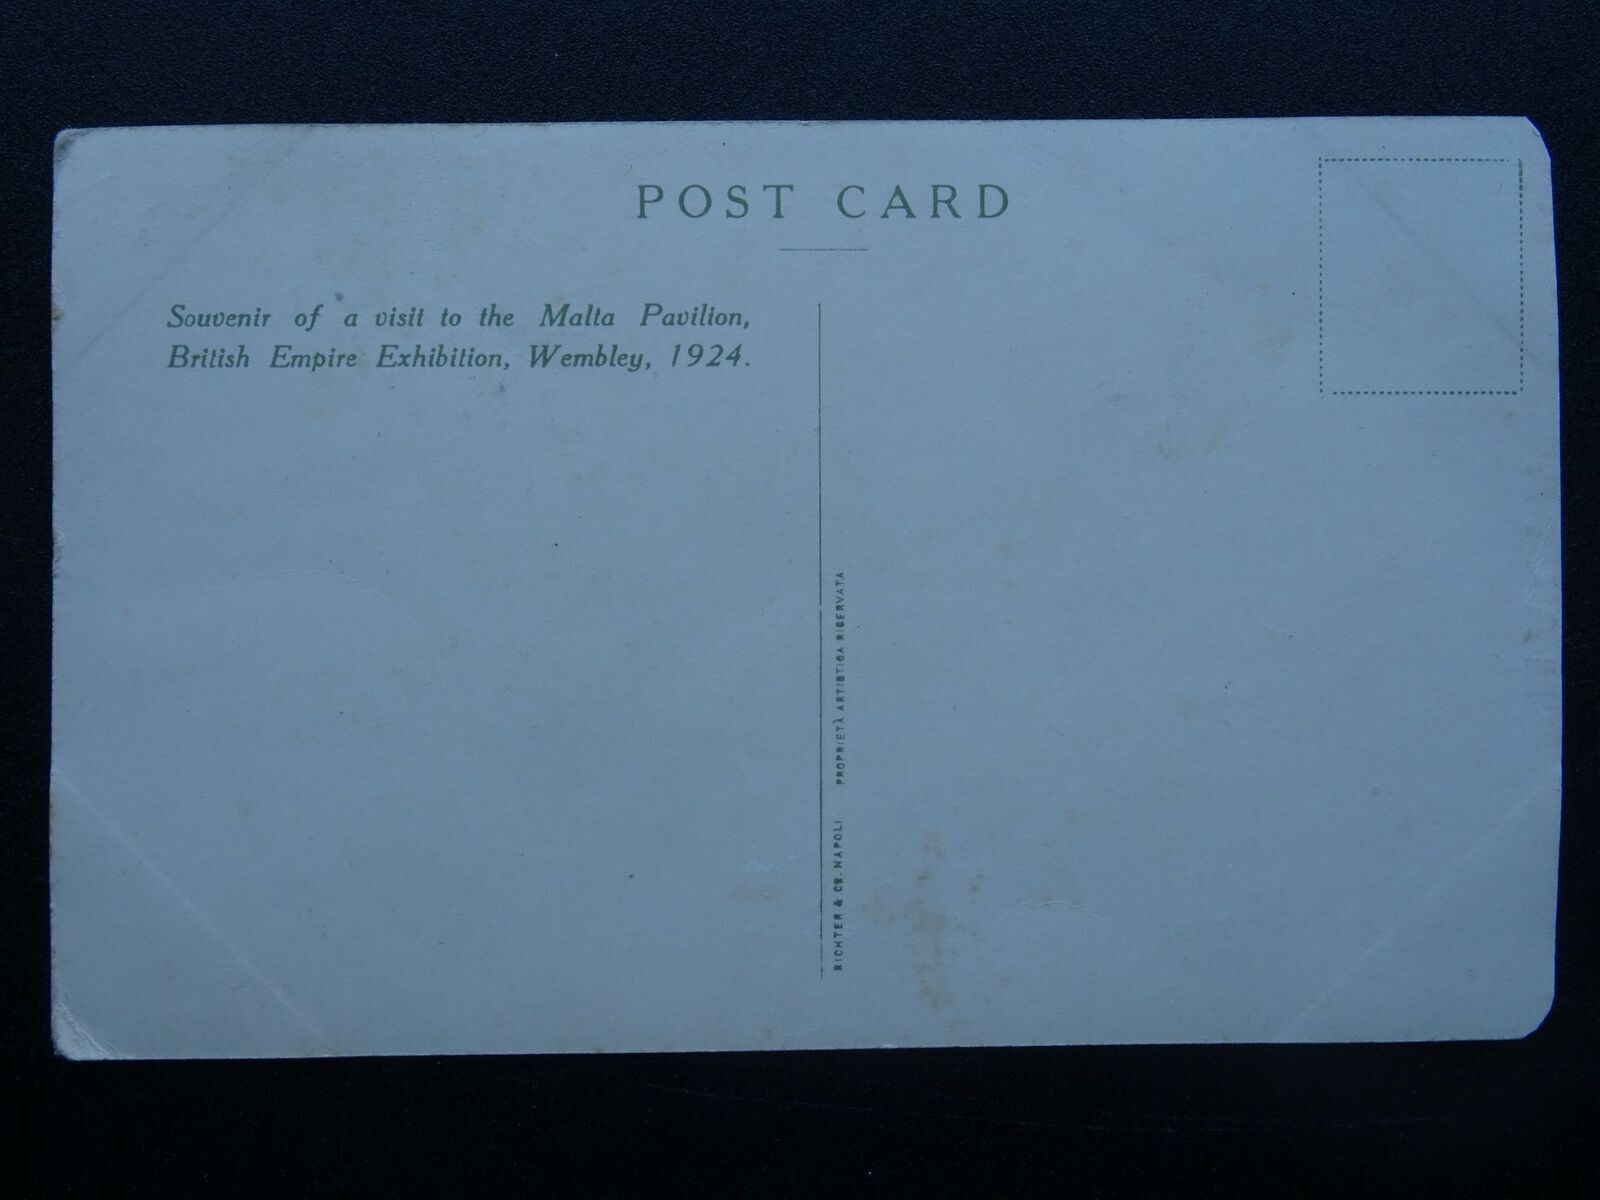 POST CARD
Souvenir of a visit to the Malta Pavilion,
British Empire Exhibition, Wembley, 1924.
RICHTER & Cº. NAPOLI PROPRIETÀ ARTISTICA RISERVATA